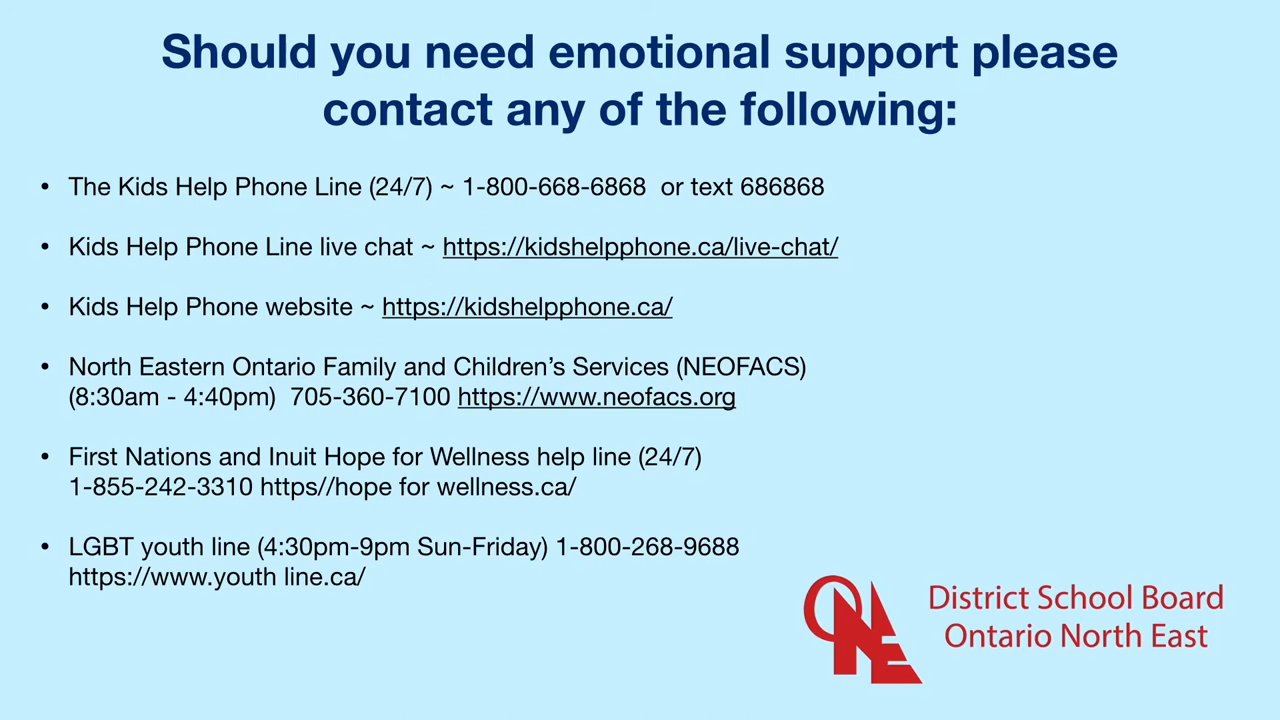 Should you need emotional support please
contact any of the following:
• The Kids Help Phone Line (24/7) ~ 1-800-668-6868 or text 686868
• Kids Help Phone Line live chat ~ https://kidshelpphone.ca/live-chat/
• Kids Help Phone website ~ https://kidshelpphone.ca/
• North Eastern Ontario Family and Children’s Services (NEOFACS)
(8:30am - 4:40pm) 705-360-7100 https://www.neofacs.org
• First Nations and Inuit Hope for Wellness help line (24/7)
1-855-242-3310 https//hope for wellness.ca/
• LGBT youth line (4:30pm-9pm Sun-Friday) 1-800-268-9688
https://www.youth line.ca/
ONE
District School Board
Ontario North East